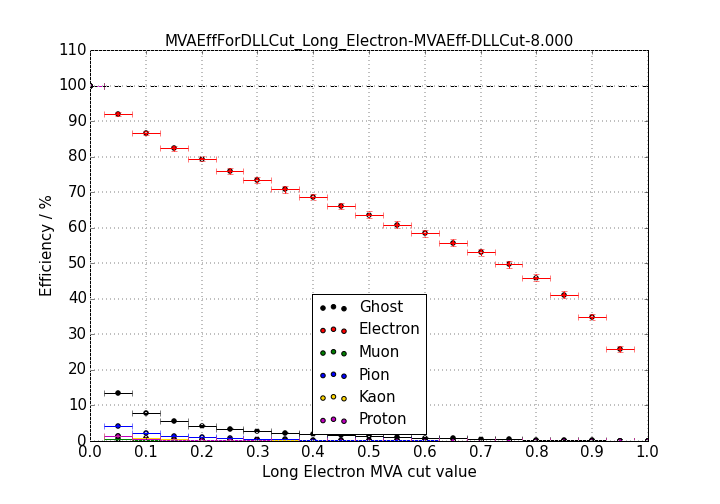 MVAEffForDLLCut_Long_Electron-MVAEff-DLLCut-8.000
Efficiency / %
110
100
90
80
70
60
50
40
30
20
10
0
Ghost
Electron
Muon
Pion
Kaon
Proton
0.0 0.1 0.2 0.3 0.4 0.5 0.6 0.7 0.8 0.9 1.0
Long Electron MVA cut value